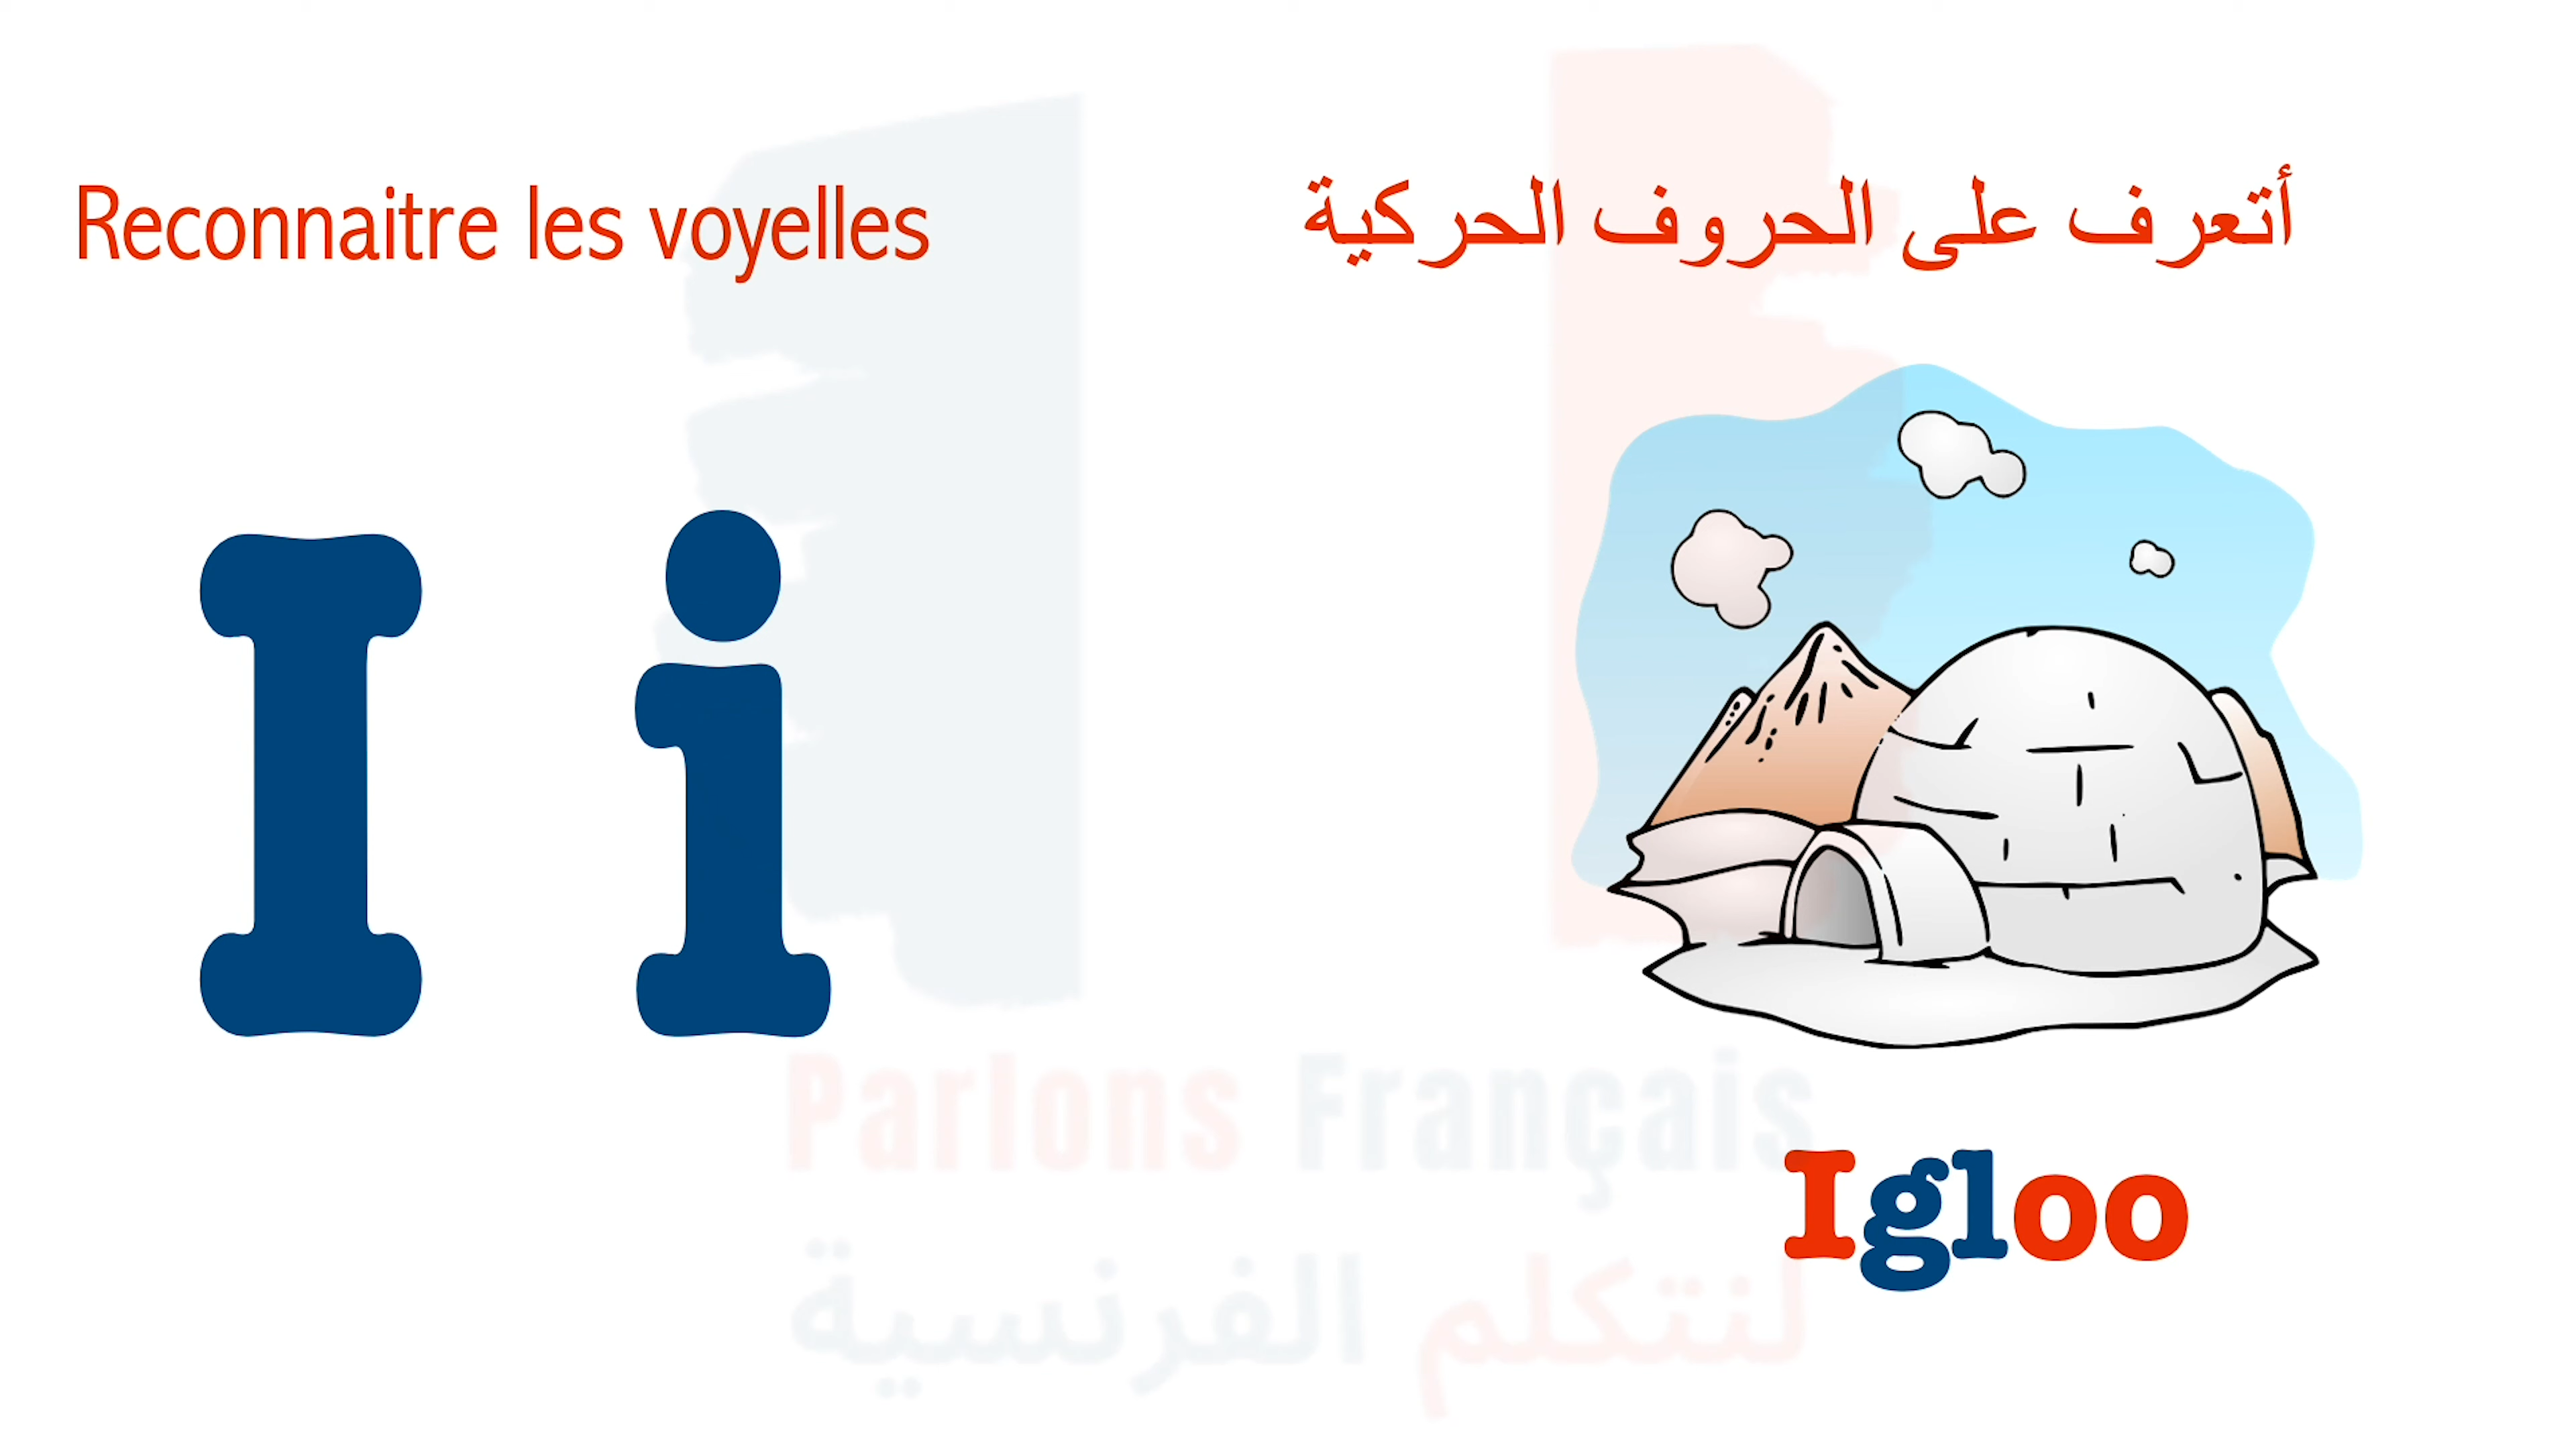 Reconnaitre les voyelles
أتعرف على الحروف الحركية
I i
Igloo
Parlons Français
لنتكلم الفرنسية